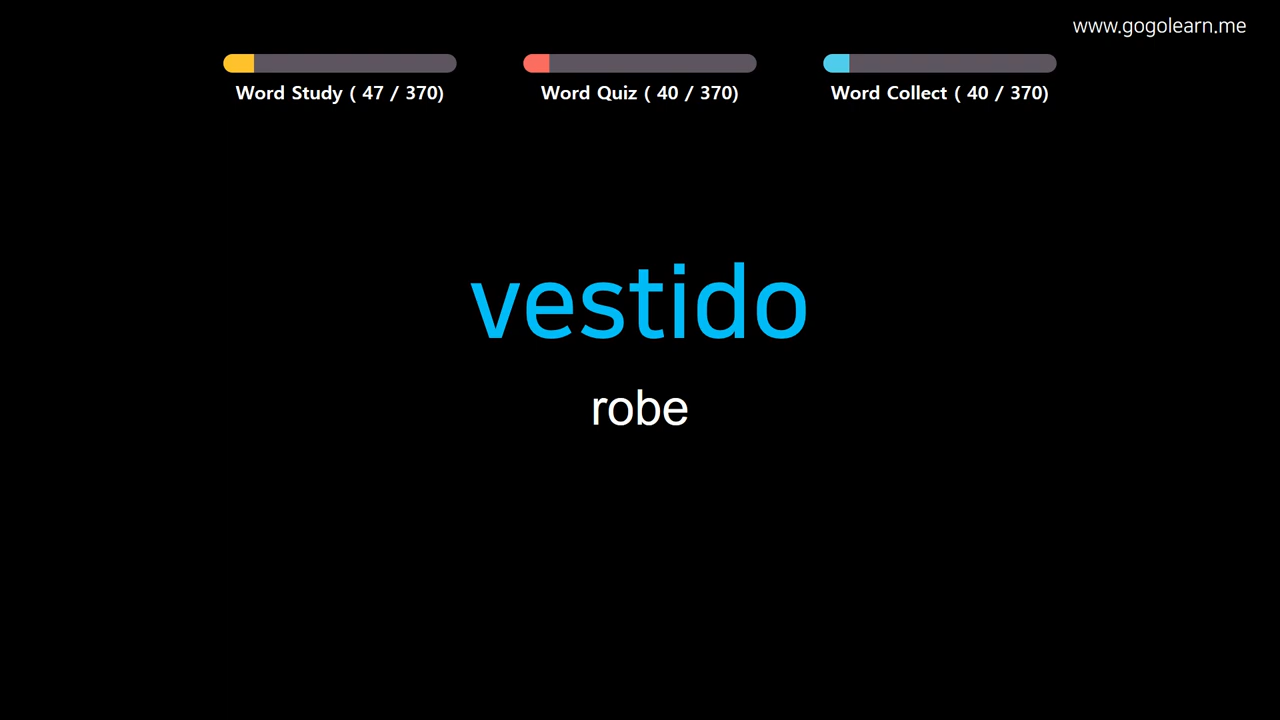 www.gogolearn.me
Word Study ( 47 / 370)
Word Quiz ( 40 / 370)
Word Collect ( 40 / 370)
vestido
robe